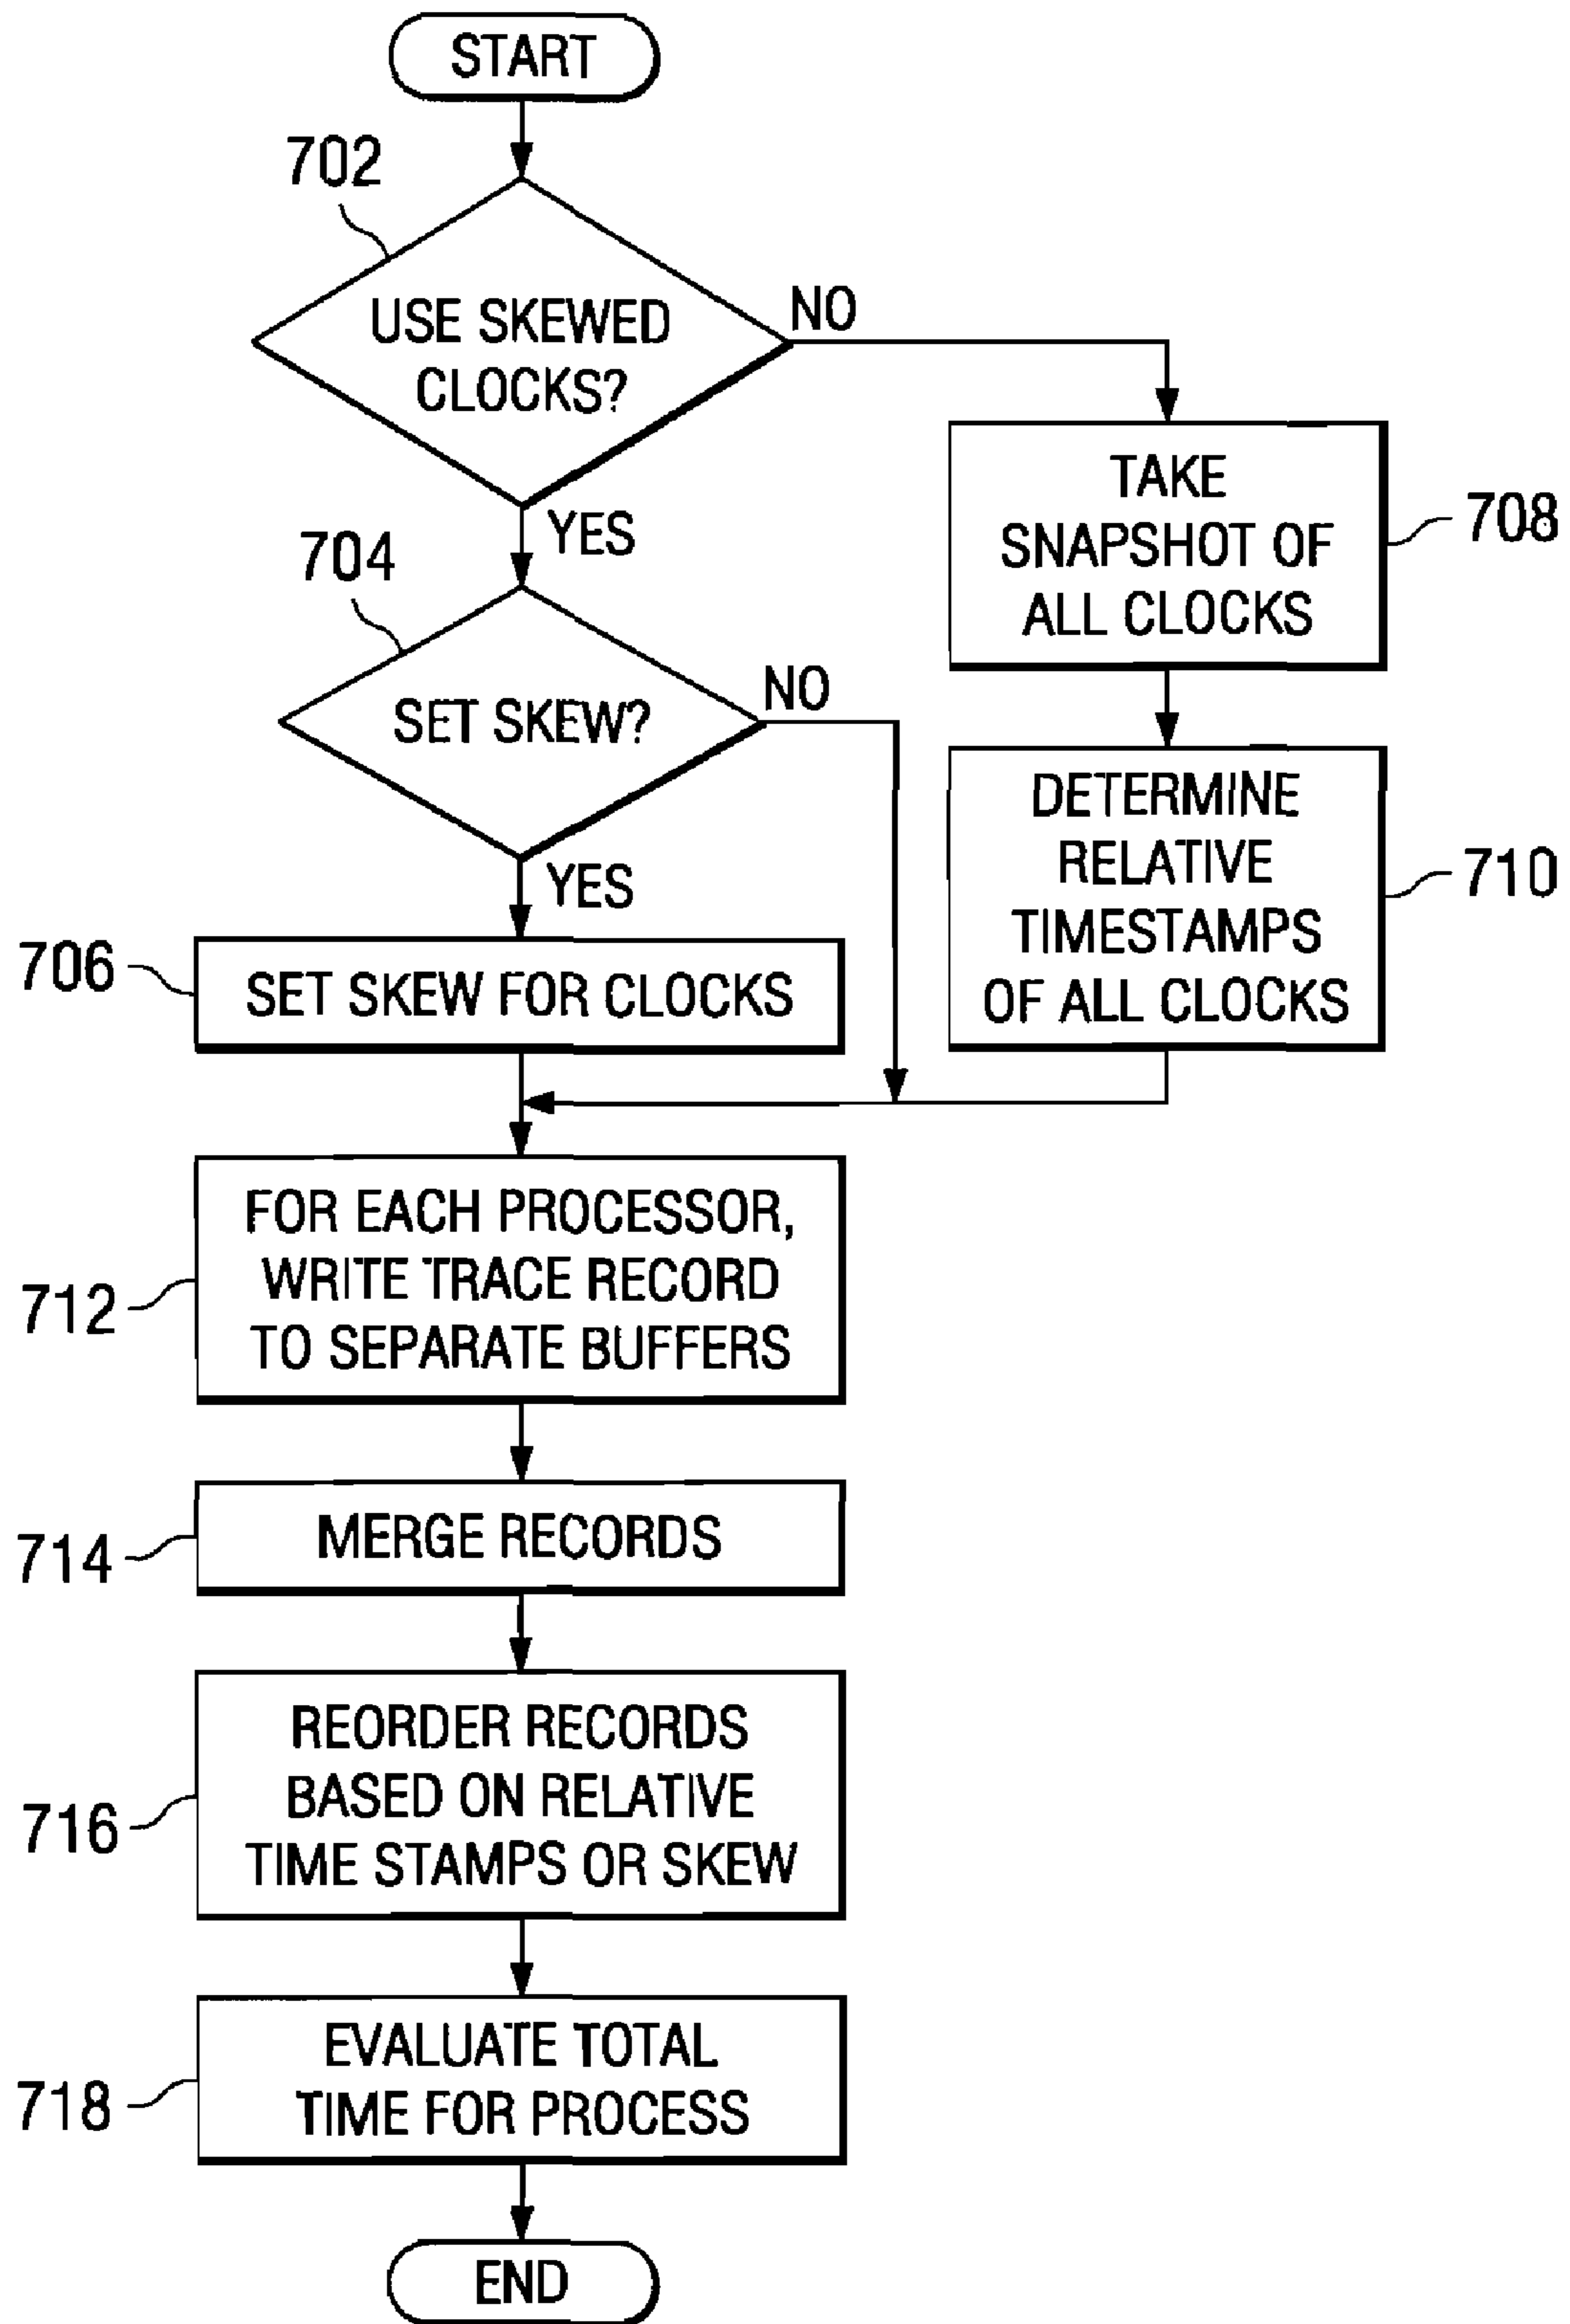 START
702
USE SKEWED
CLOCKS?
NO
YES
TAKE
SNAPSHOT OF
ALL CLOCKS
708
704
SET SKEW?
NO
YES
DETERMINE
RELATIVE
TIMESTAMPS
OF ALL CLOCKS
710
706
SET SKEW FOR CLOCKS
FOR EACH PROCESSOR,
WRITE TRACE RECORD
TO SEPARATE BUFFERS
712
MERGE RECORDS
714
REORDER RECORDS
BASED ON RELATIVE
TIME STAMPS OR SKEW
716
EVALUATE TOTAL
TIME FOR PROCESS
718
END